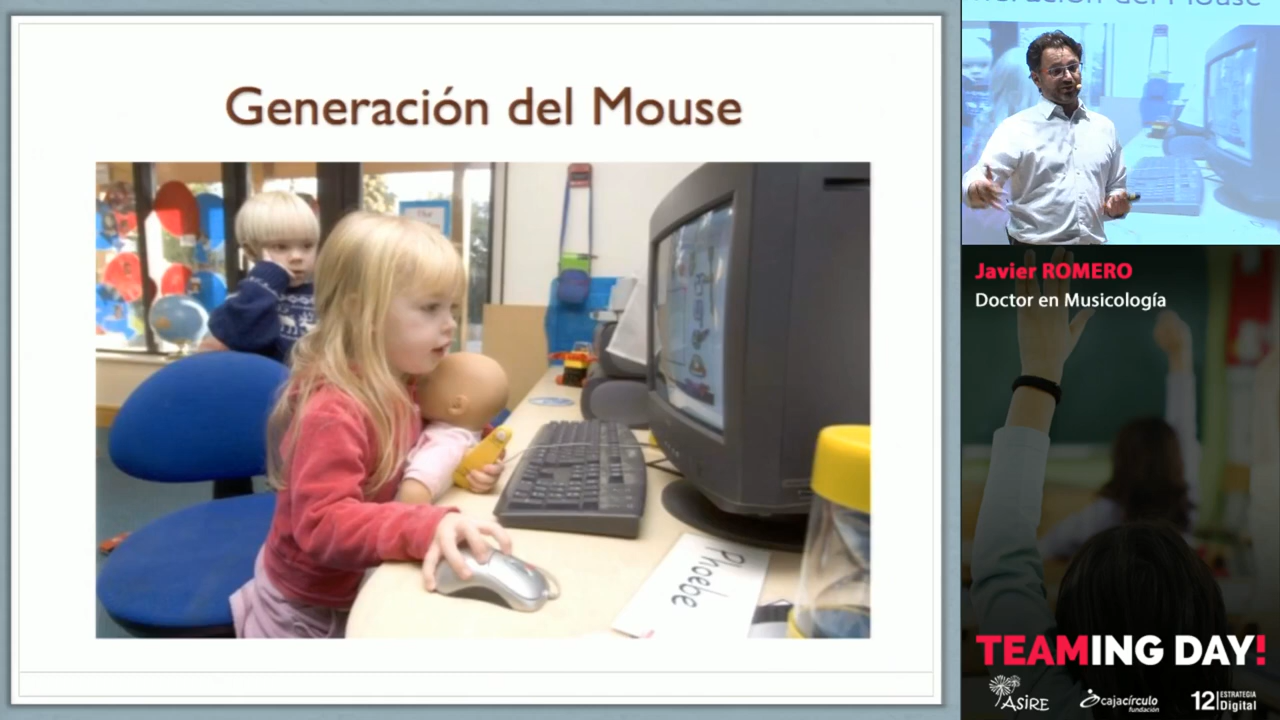 Generación del Mouse
Phoebe
Javier ROMERO
Doctor en Musicología
TEAMING DAY!
ASIRE
cajacírculo
fundación
12 ESTRATEGIA
Digital